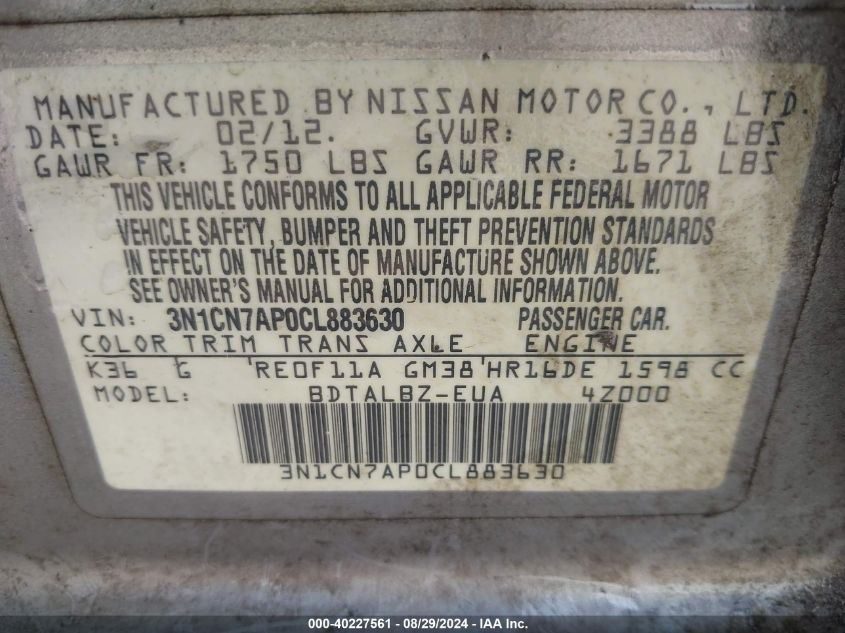 MANUFACTURED BY NISSAN MOTOR CO., LTD.
DATE: 02/12. GVWR: 3388 LBS
GAWR FR: 1750 LBS GAWR RR: 1671 LBS
THIS VEHICLE CONFORMS TO ALL APPLICABLE FEDERAL MOTOR
VEHICLE SAFETY, BUMPER AND THEFT PREVENTION STANDARDS
IN EFFECT ON THE DATE OF MANUFACTURE SHOWN ABOVE.
SEE OWNER'S MANUAL FOR ADDITIONAL INFORMATION.
VIN: 3N1CN7AP0CL883630 PASSENGER CAR.
COLOR TRIM TRANS AXLE ENGINE
K36 G RE0F11A GM38 HR16DE 1598 CC
MODEL: BDTALBZ-EUA 4Z000
3N1CN7AP0CL883630
000-40227561 - 08/29/2024 - IAA Inc.